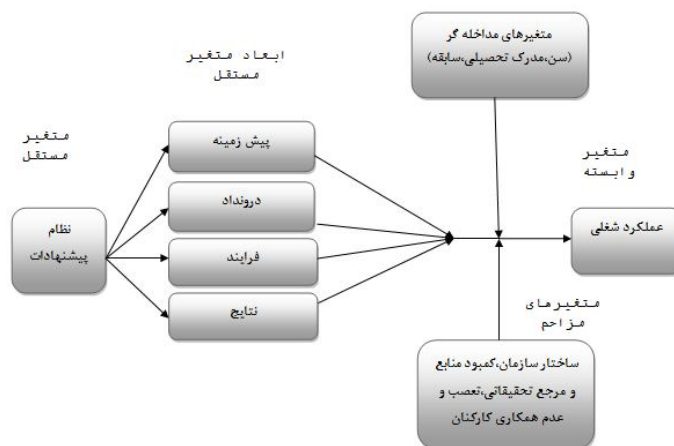 متغیرهای مداخله گر
(سن،مدرک تحصیلی،سابقه)
ابعاد متغیر
مستقل
متغیر
مستقل
پیش زمینه
متغیر
وابسته
درونداد
نظام
پیشنهادات
عملکرد شغلی
فرایند
نتایج
متغیرهای
مزاحم
ساختار سازمان،کمبود منابع
و مرجع تحقیقاتی،تعصب و
عدم همکاری کارکنان